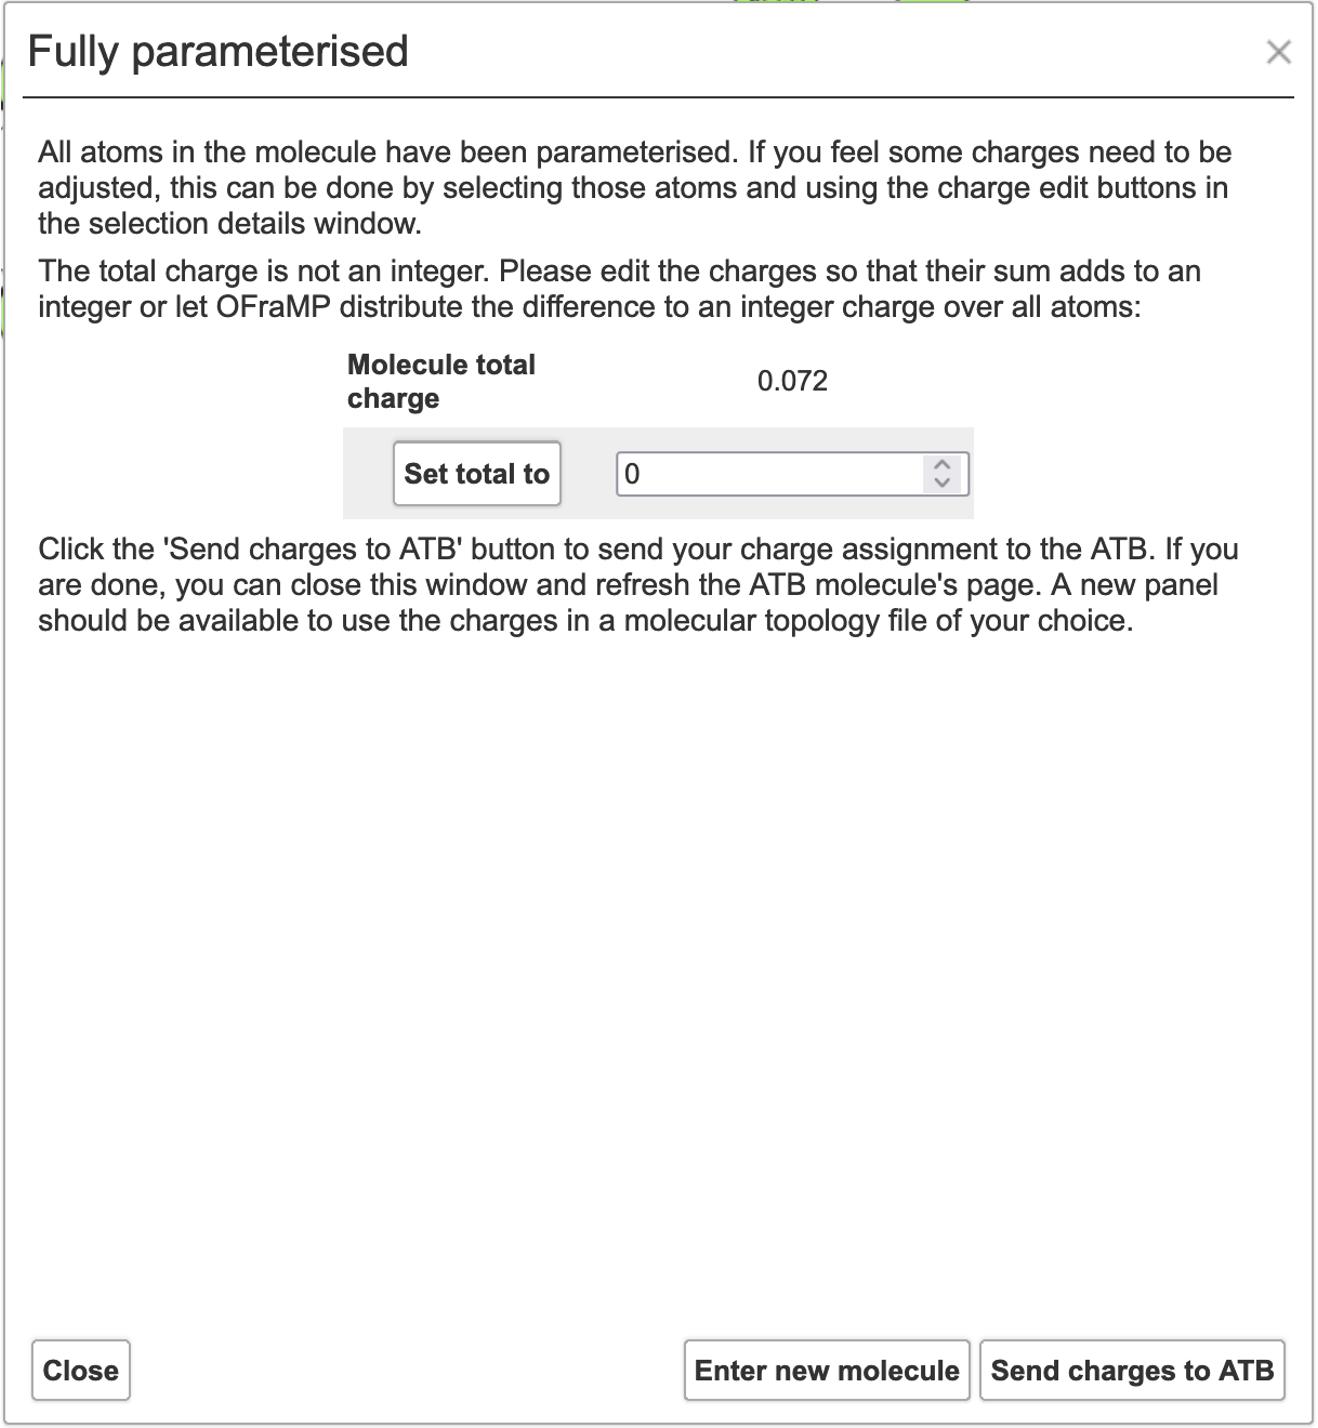 Fully parameterised
All atoms in the molecule have been parameterised. If you feel some charges need to be
adjusted, this can be done by selecting those atoms and using the charge edit buttons in
the selection details window.
The total charge is not an integer. Please edit the charges so that their sum adds to an
integer or let OFraMP distribute the difference to an integer charge over all atoms:
Molecule total
charge
0.072
Set total to
0
Click the 'Send charges to ATB' button to send your charge assignment to the ATB. If you
are done, you can close this window and refresh the ATB molecule's page. A new panel
should be available to use the charges in a molecular topology file of your choice.
Close
Enter new molecule
Send charges to ATB